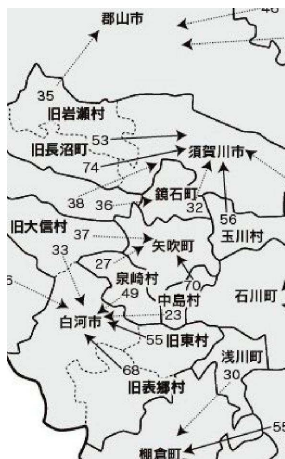 郡山市
46
35
旧岩瀬村
53
須賀川市
旧長沼町
74
38
36
鏡石町
32
56
旧大信村
37
矢吹町
玉川村
33
27
泉崎村
70
49
中島村
石川町
白河市
23
55
旧東村
浅川町
68
30
旧表郷村
55
棚倉町